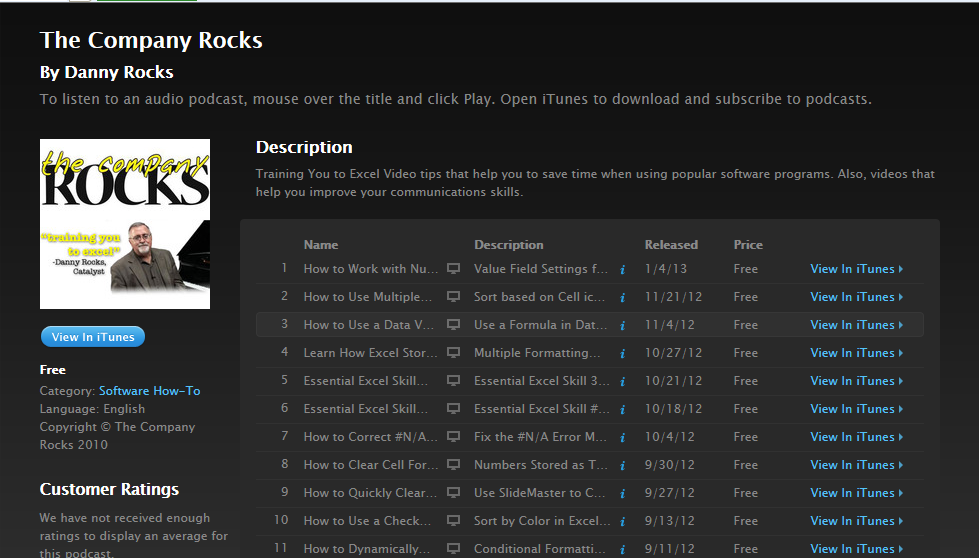 The Company Rocks
By Danny Rocks
To listen to an audio podcast, mouse over the title and click Play. Open iTunes to download and subscribe to podcasts.
the company
ROCKS
"training you
to excel"
-Danny Rocks,
Catalyst
View In iTunes
Free
Category: Software How-To
Language: English
Copyright © The Company
Rocks 2010
Customer Ratings
We have not received enough
ratings to display an average for
this podcast.
Description
Training You to Excel Video tips that help you to save time when using popular software programs. Also, videos that
help you improve your communications skills.
Name Description Released Price
1 How to Work with Nu... Value Field Settings f... i 1/4/13 Free View In iTunes
2 How to Use Multiple... Sort based on Cell ic... i 11/21/12 Free View In iTunes
3 How to Use a Data V... Use a Formula in Dat... i 11/4/12 Free View In iTunes
4 Learn How Excel Stor... Multiple Formatting... i 10/27/12 Free View In iTunes
5 Essential Excel Skill... Essential Excel Skill 3... i 10/21/12 Free View In iTunes
6 Essential Excel Skill... Essential Excel Skill #... i 10/18/12 Free View In iTunes
7 How to Correct #N/A... Fix the #N/A Error M... i 10/4/12 Free View In iTunes
8 How to Clear Cell For... Numbers Stored as T... i 9/30/12 Free View In iTunes
9 How to Quickly Clear... Use SlideMaster to C... i 9/27/12 Free View In iTunes
10 How to Use a Check... Sort by Color in Excel... i 9/13/12 Free View In iTunes
11 How to Dynamically... Conditional Formatti... i 9/11/12 Free View In iTunes